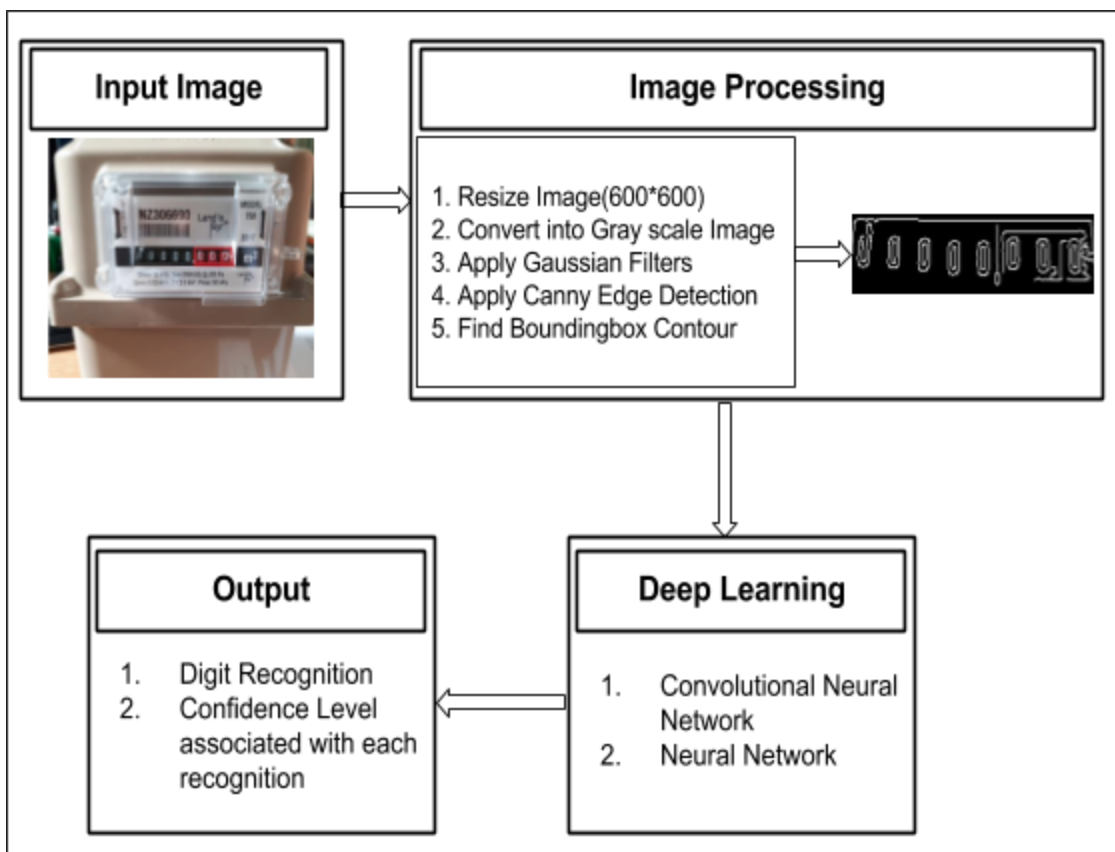 Input Image
Image Processing
NZ306693
1. Resize Image(600*600)
2. Convert into Gray scale Image
3. Apply Gaussian Filters
4. Apply Canny Edge Detection
5. Find Boundingbox Contour
Output
1. Digit Recognition
2. Confidence Level
associated with each
recognition
Deep Learning
1. Convolutional Neural
Network
2. Neural Network